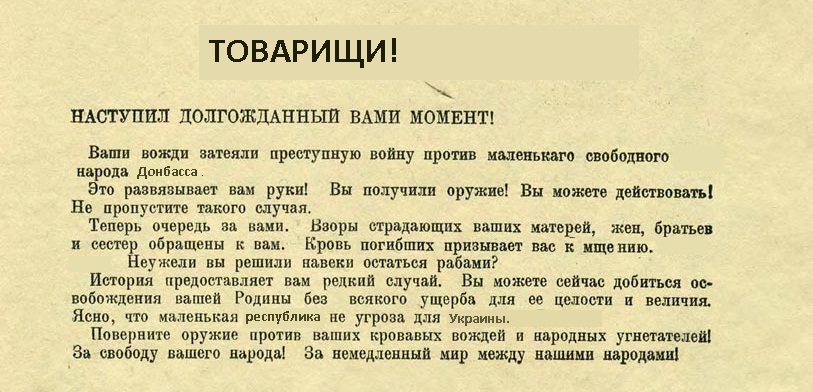 ТОВАРИЩИ!
НАСТУПИЛ ДОЛГОЖДАННЫЙ ВАМИ МОМЕНТ!
Ваши вожди затеяли преступную войну против маленькаго свободного
народа Донбасса.
Это развязывает вам руки! Вы получили оружие! Вы можете действовать!
Не пропустите такого случая.
Теперь очередь за вами. Взоры страдающих ваших матерей, жен, братьев
и сестер обращены к вам. Кровь погибших призывает вас к мщению.
Неужели вы решили навеки остаться рабами?
История предоставляет вам редкий случай. Вы можете сейчас добиться ос-
вобождения вашей Родины без всякого ущерба для ее целости и величия.
Ясно, что маленькая республика не угроза для Украины.
Поверните оружие против ваших кровавых вождей и народных угнетателей!
За свободу вашего народа! За немедленный мир между нашими народами!